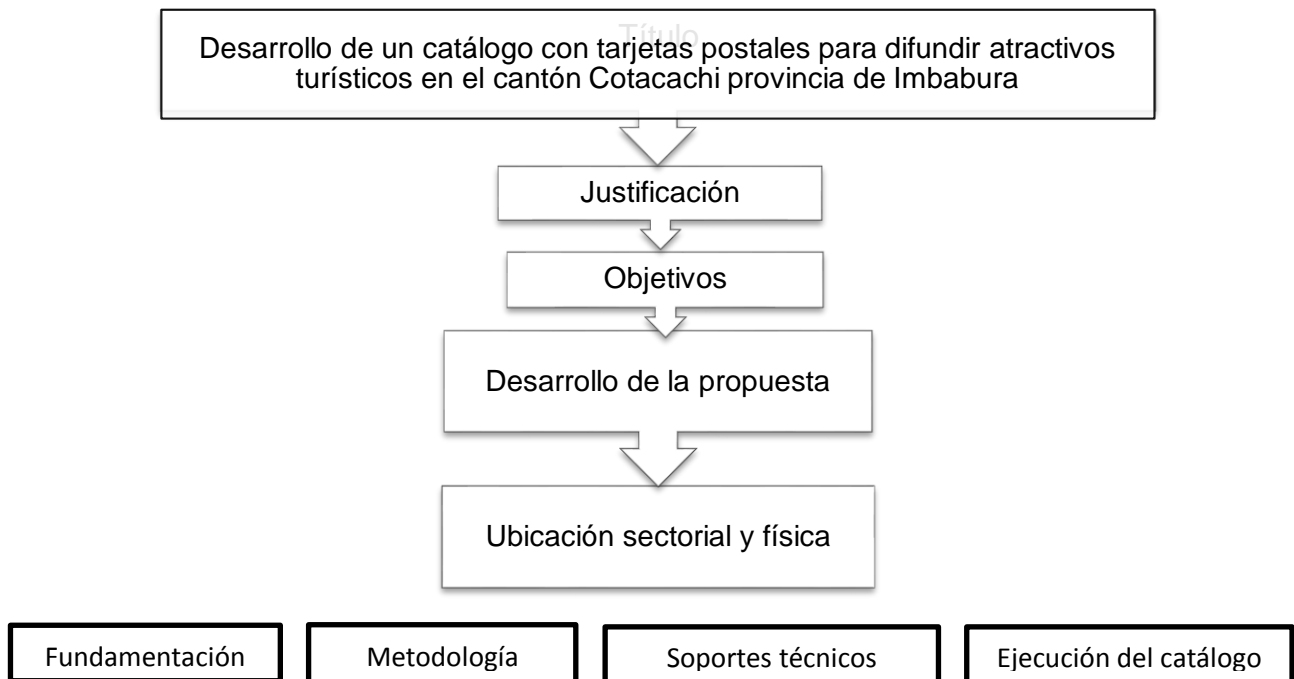 Título
Desarrollo de un catálogo con tarjetas postales para difundir atractivos
turísticos en el cantón Cotacachi provincia de Imbabura
Justificación
Objetivos
Desarrollo de la propuesta
Ubicación sectorial y física
Fundamentación
Metodología
Soportes técnicos
Ejecución del catálogo